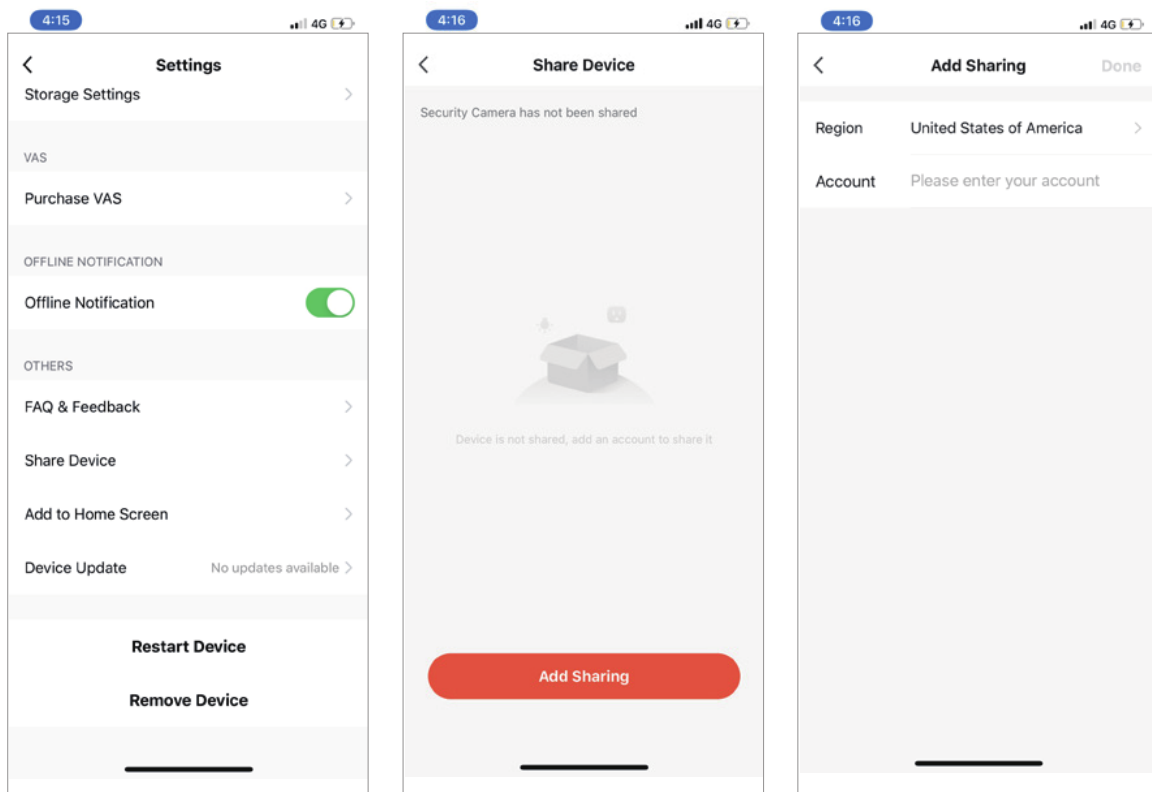 4:15
4G
Settings
Storage Settings
VAS
Purchase VAS
OFFLINE NOTIFICATION
Offline Notification
OTHERS
FAQ & Feedback
Share Device
Add to Home Screen
Device Update No updates available
Restart Device
Remove Device
4:16
4G
Share Device
Security Camera has not been shared
Device is not shared, add an account to share it
Add Sharing
4:16
4G
Add Sharing Done
Region United States of America
Account Please enter your account